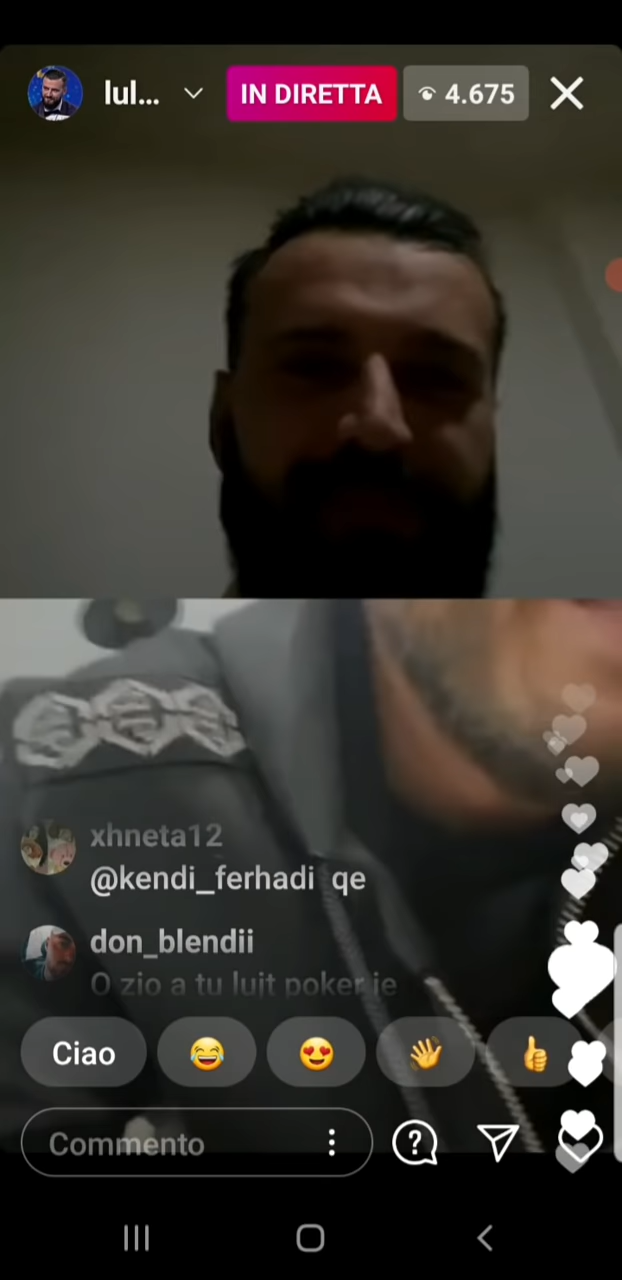 lul...
IN DIRETTA
4.675
xhneta12
@kendi_ferhadi qe
don_blendii
O zio a tu lujt poker je
Ciao
Commento